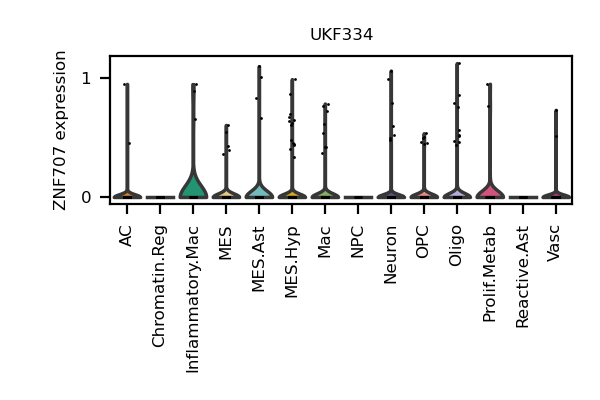 UKF334
ZNF707 expression
1
0
AC
Chromatin.Reg
Inflammatory.Mac
MES
MES.Ast
MES.Hyp
Mac
NPC
Neuron
OPC
Oligo
Prolif.Metab
Reactive.Ast
Vasc